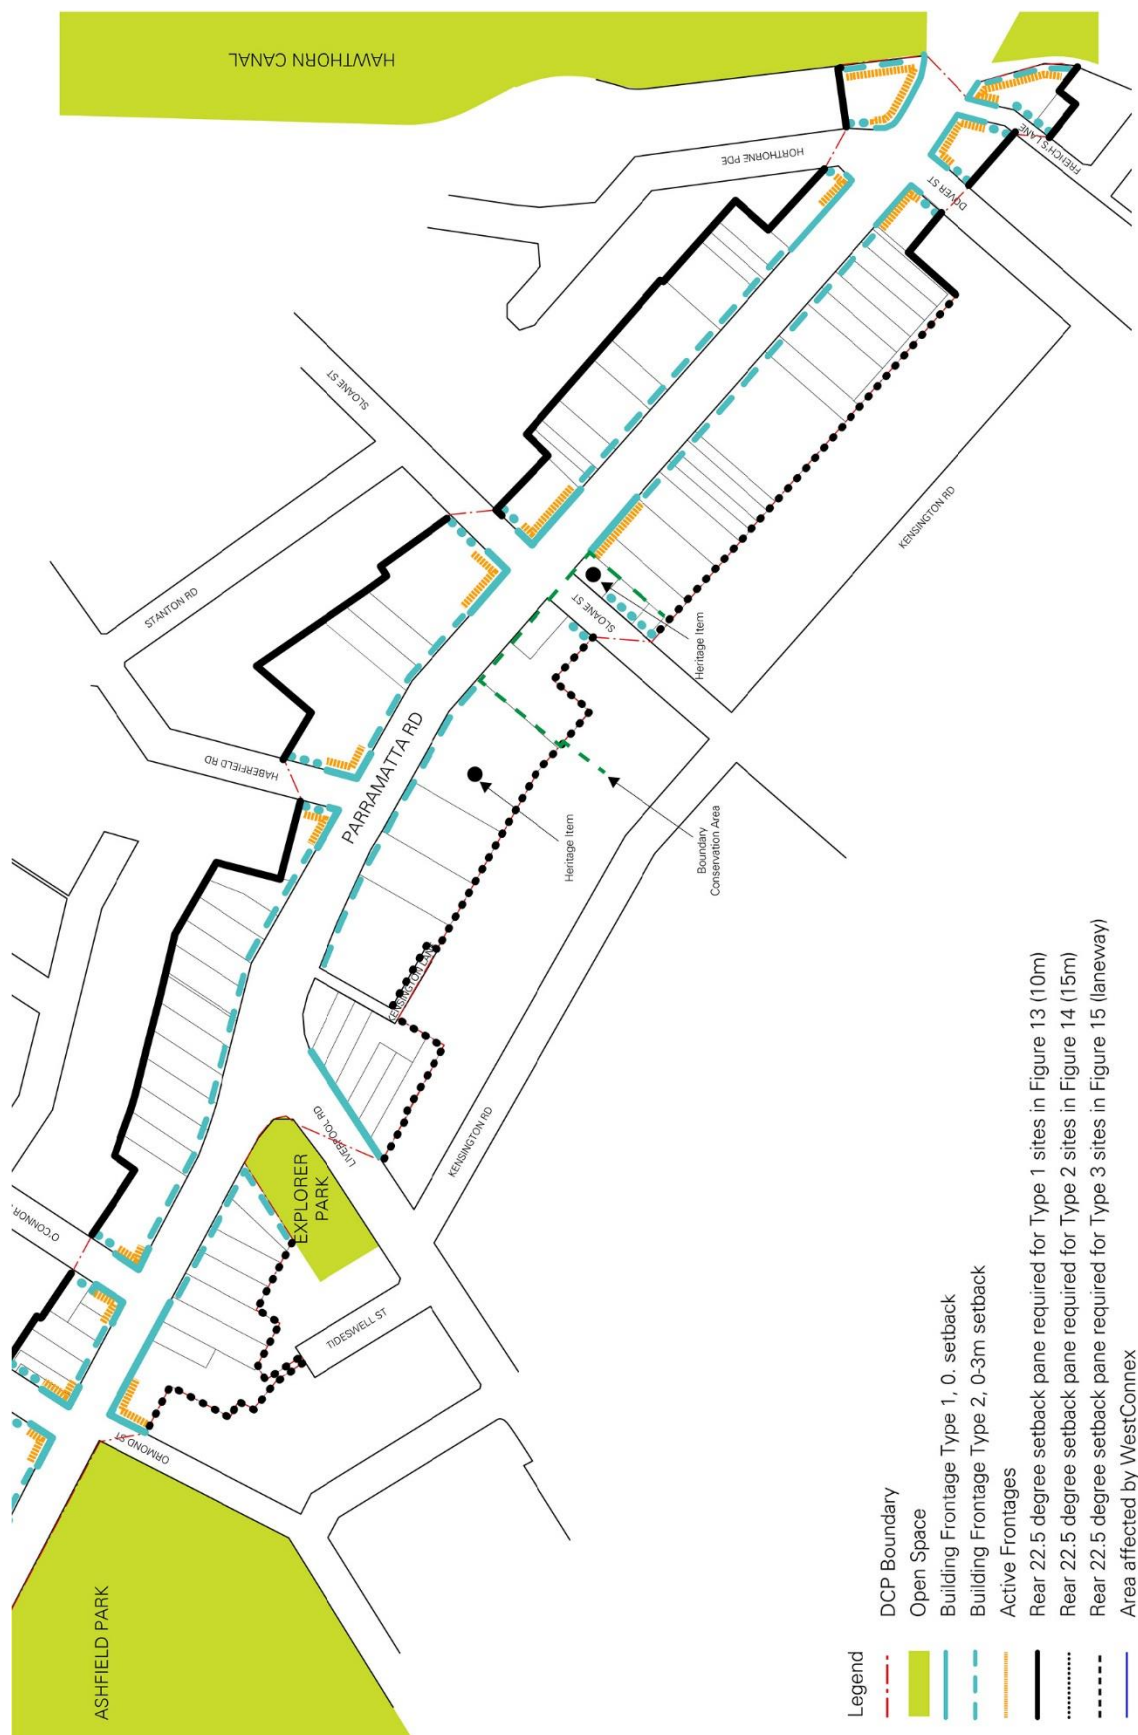 HAWTHORN CANAL
HORTHORNE PDE
FRENCH'S LANE
DOVER ST
SLOANE ST
KENSINGTON RD
STANTON RD
SLOANE ST
Heritage Item
HABERFIELD RD
PARRAMATTA RD
Heritage Item
Boundary
Conservation Area
KENSINGTON LANE
O'CONNOR
LIVERPOOL RD
KENSINGTON RD
EXPLORER
PARK
TIDESWELL ST
ORMOND ST
ASHFIELD PARK
Legend
DCP Boundary
Open Space
Building Frontage Type 1, 0. setback
Building Frontage Type 2, 0-3m setback
Active Frontages
Rear 22.5 degree setback pane required for Type 1 sites in Figure 13 (10m)
Rear 22.5 degree setback pane required for Type 2 sites in Figure 14 (15m)
Rear 22.5 degree setback pane required for Type 3 sites in Figure 15 (laneway)
Area affected by WestConnex